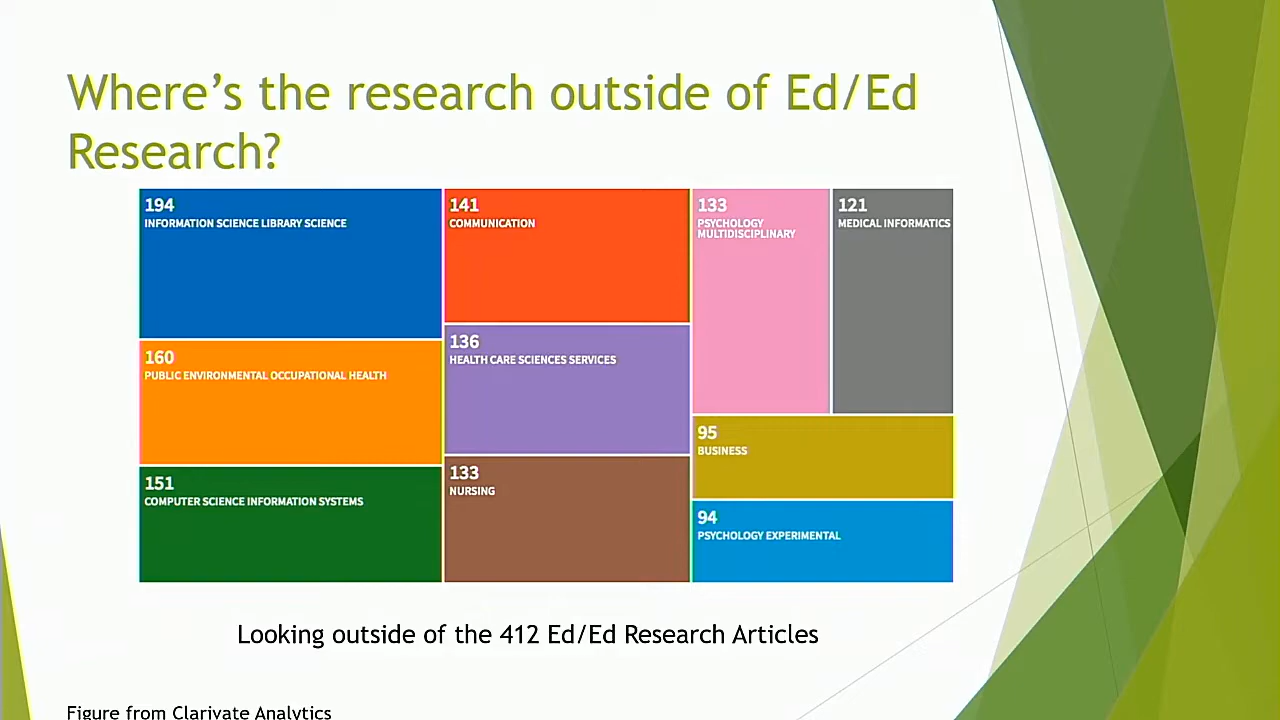 Where's the research outside of Ed/Ed
Research?
194
INFORMATION SCIENCE LIBRARY SCIENCE
160
PUBLIC ENVIRONMENTAL OCCUPATIONAL HEALTH
151
COMPUTER SCIENCE INFORMATION SYSTEMS
141
COMMUNICATION
136
HEALTH CARE SCIENCES SERVICES
133
NURSING
133
PSYCHOLOGY
MULTIDISCIPLINARY
121
MEDICAL INFORMATICS
95
BUSINESS
94
PSYCHOLOGY EXPERIMENTAL
Looking outside of the 412 Ed/Ed Research Articles
Figure from Clarivate Analytics